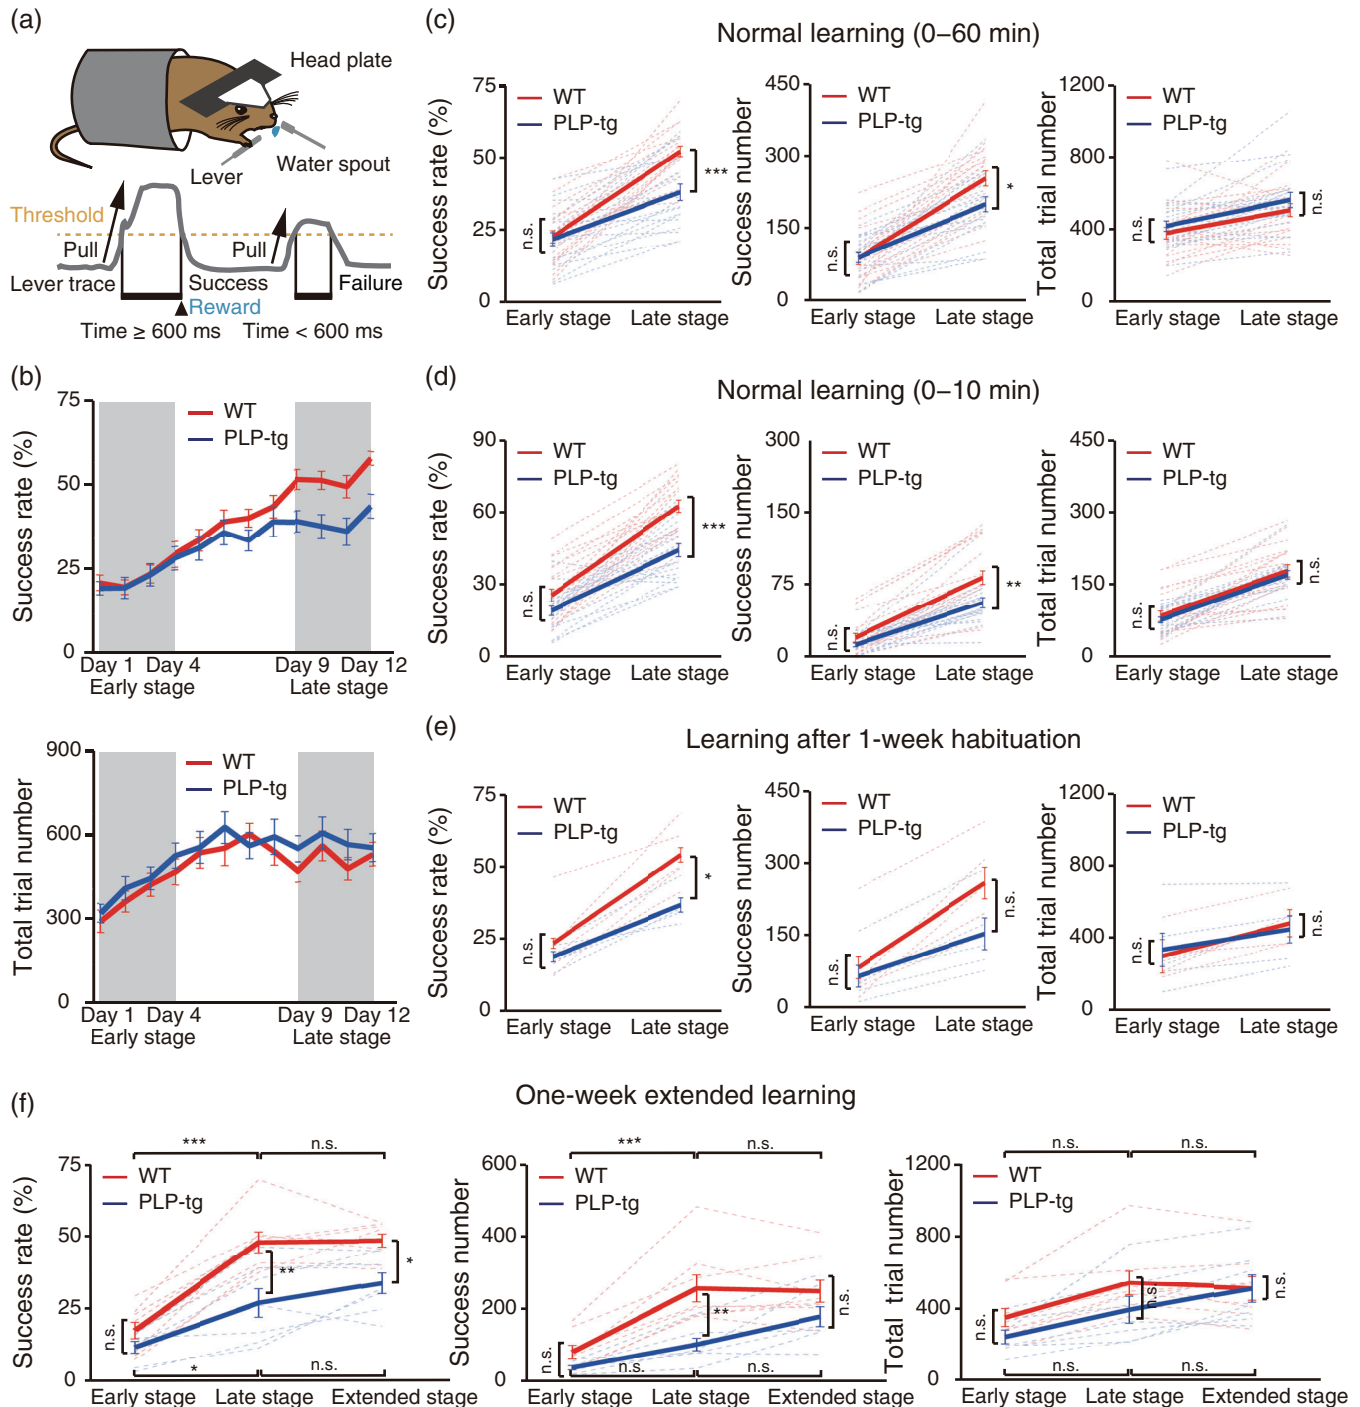 (a)
Head plate
Water spout
Lever
Threshold
Pull
Pull
Lever trace
Success
Failure
Reward
Time ≥ 600 ms
Time < 600 ms
(b)
Success rate (%)
75
50
25
0
WT
PLP-tg
Day 1
Day 4
Day 9
Day 12
Early stage
Late stage
Total trial number
900
600
300
0
WT
PLP-tg
Day 1
Day 4
Day 9
Day 12
Early stage
Late stage
(c)
Normal learning (0–60 min)
Success rate (%)
75
50
25
0
WT
PLP-tg
n.s.
***
Early stage
Late stage
Success number
450
300
150
0
WT
PLP-tg
n.s.
*
Early stage
Late stage
Total trial number
1200
800
400
0
WT
PLP-tg
n.s.
n.s.
Early stage
Late stage
(d)
Normal learning (0–10 min)
Success rate (%)
90
60
30
0
WT
PLP-tg
n.s.
***
Early stage
Late stage
Success number
300
150
75
0
WT
PLP-tg
n.s.
**
Early stage
Late stage
Total trial number
450
300
150
0
WT
PLP-tg
n.s.
n.s.
Early stage
Late stage
(e)
Learning after 1-week habituation
Success rate (%)
75
50
25
0
WT
PLP-tg
n.s.
*
Early stage
Late stage
Success number
450
300
150
0
WT
PLP-tg
n.s.
n.s.
Early stage
Late stage
Total trial number
1200
800
400
0
WT
PLP-tg
n.s.
n.s.
Early stage
Late stage
(f)
One-week extended learning
Success rate (%)
75
50
25
0
***
n.s.
WT
PLP-tg
n.s.
**
*
*
n.s.
Early stage
Late stage
Extended stage
Success number
600
400
200
0
***
n.s.
WT
PLP-tg
n.s.
**
n.s.
n.s.
n.s.
Early stage
Late stage
Extended stage
Total trial number
1200
800
400
0
n.s.
n.s.
WT
PLP-tg
n.s.
n.s.
n.s.
n.s.
n.s.
Early stage
Late stage
Extended stage